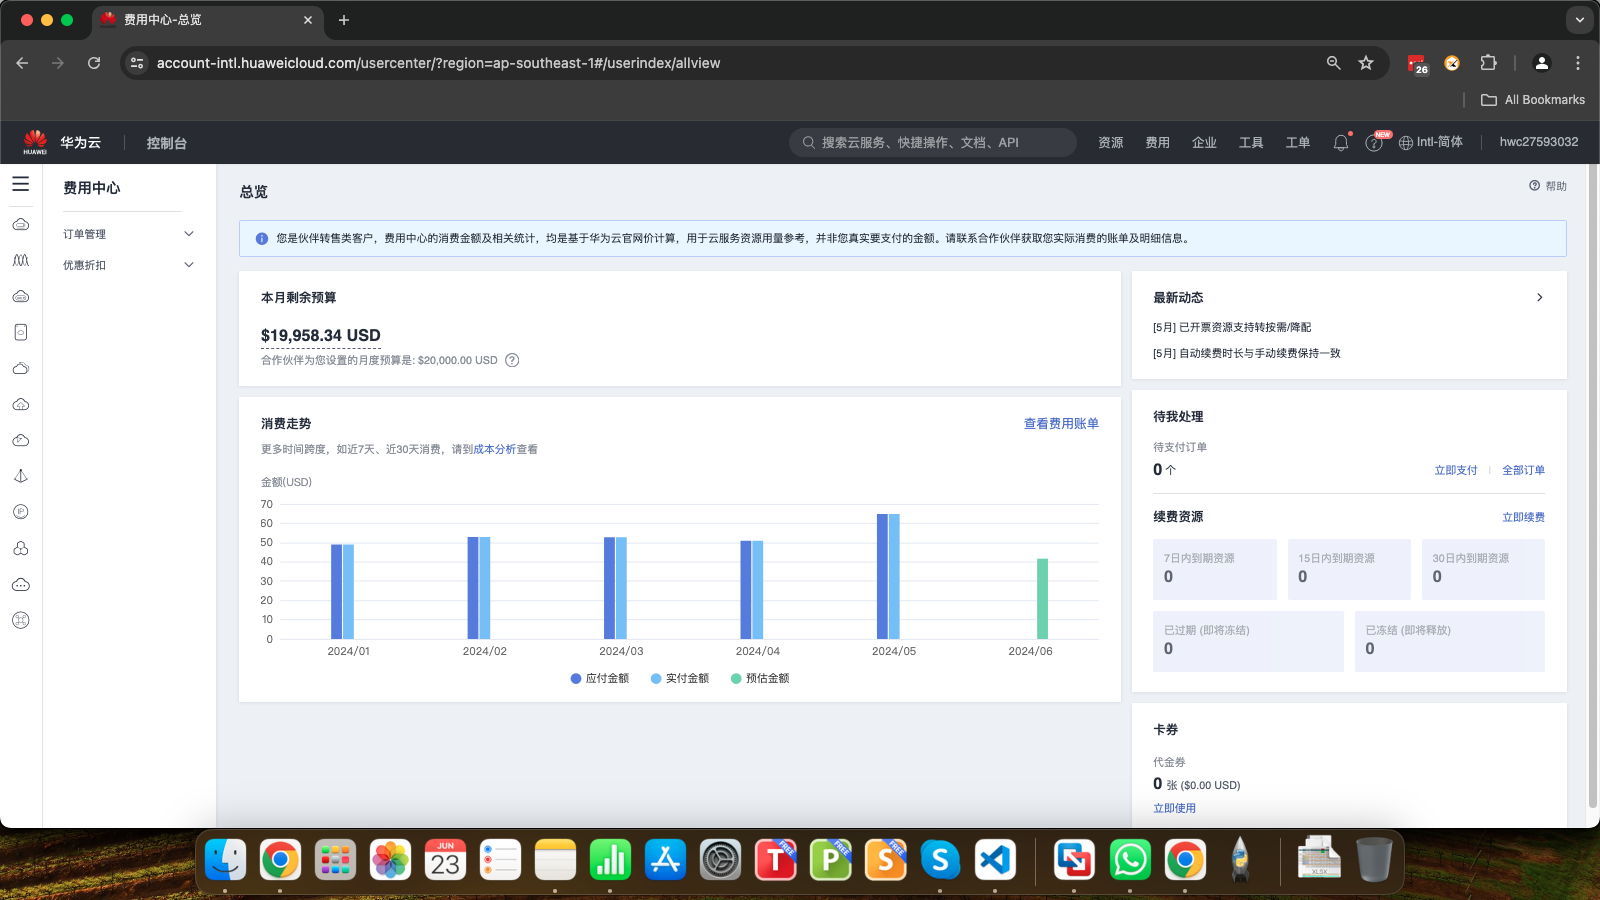 费用中心-总览
account-intl.huaweicloud.com/usercenter/?region=ap-southeast-1#/userindex/allview
26
All Bookmarks
HUAWEI
华为云
控制台
搜索云服务、快捷操作、文档、API
资源
费用
企业
工具
工单
NEW
Intl-简体
hwc27593032
费用中心
订单管理
优惠折扣
总览
帮助
您是伙伴转售类客户，费用中心的消费金额及相关统计，均是基于华为云官网价计算，用于云服务资源用量参考，并非您真实要支付的金额。请联系合作伙伴获取您实际消费的账单及明细信息。
本月剩余预算
$19,958.34 USD
合作伙伴为您设置的月度预算是: $20,000.00 USD
最新动态
[5月] 已开票资源支持转按需/降配
[5月] 自动续费时长与手动续费保持一致
消费走势
查看费用账单
更多时间跨度，如近7天、近30天消费，请到成本分析查看
金额(USD)
70
60
50
40
30
20
10
0
2024/01
2024/02
2024/03
2024/04
2024/05
2024/06
应付金额
实付金额
预估金额
待我处理
待支付订单
0 个
立即支付
全部订单
续费资源
立即续费
7日内到期资源
0
15日内到期资源
0
30日内到期资源
0
已过期 (即将冻结)
0
已冻结 (即将释放)
0
卡券
代金券
0 张 ($0.00 USD)
立即使用
IP
JUN
23
T
FREE
P
FREE
S
FREE
S
XLSX